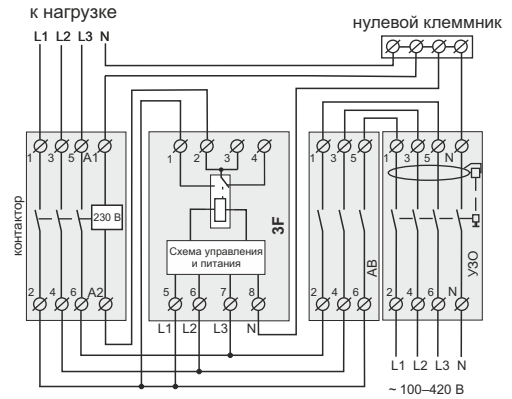 к нагрузке
нулевой клеммник
L1 L2 L3 N
1 3 5 A1
1 2 3 4
1 3 5
1 3 5 N
контактор
230 В
3F
Схема управления
и питания
АВ
УЗО
2 4 6 A2
5 6 7 8
2 4 6
2 4 6 N
L1 L2 L3 N
L1 L2 L3 N
~ 100–420 В